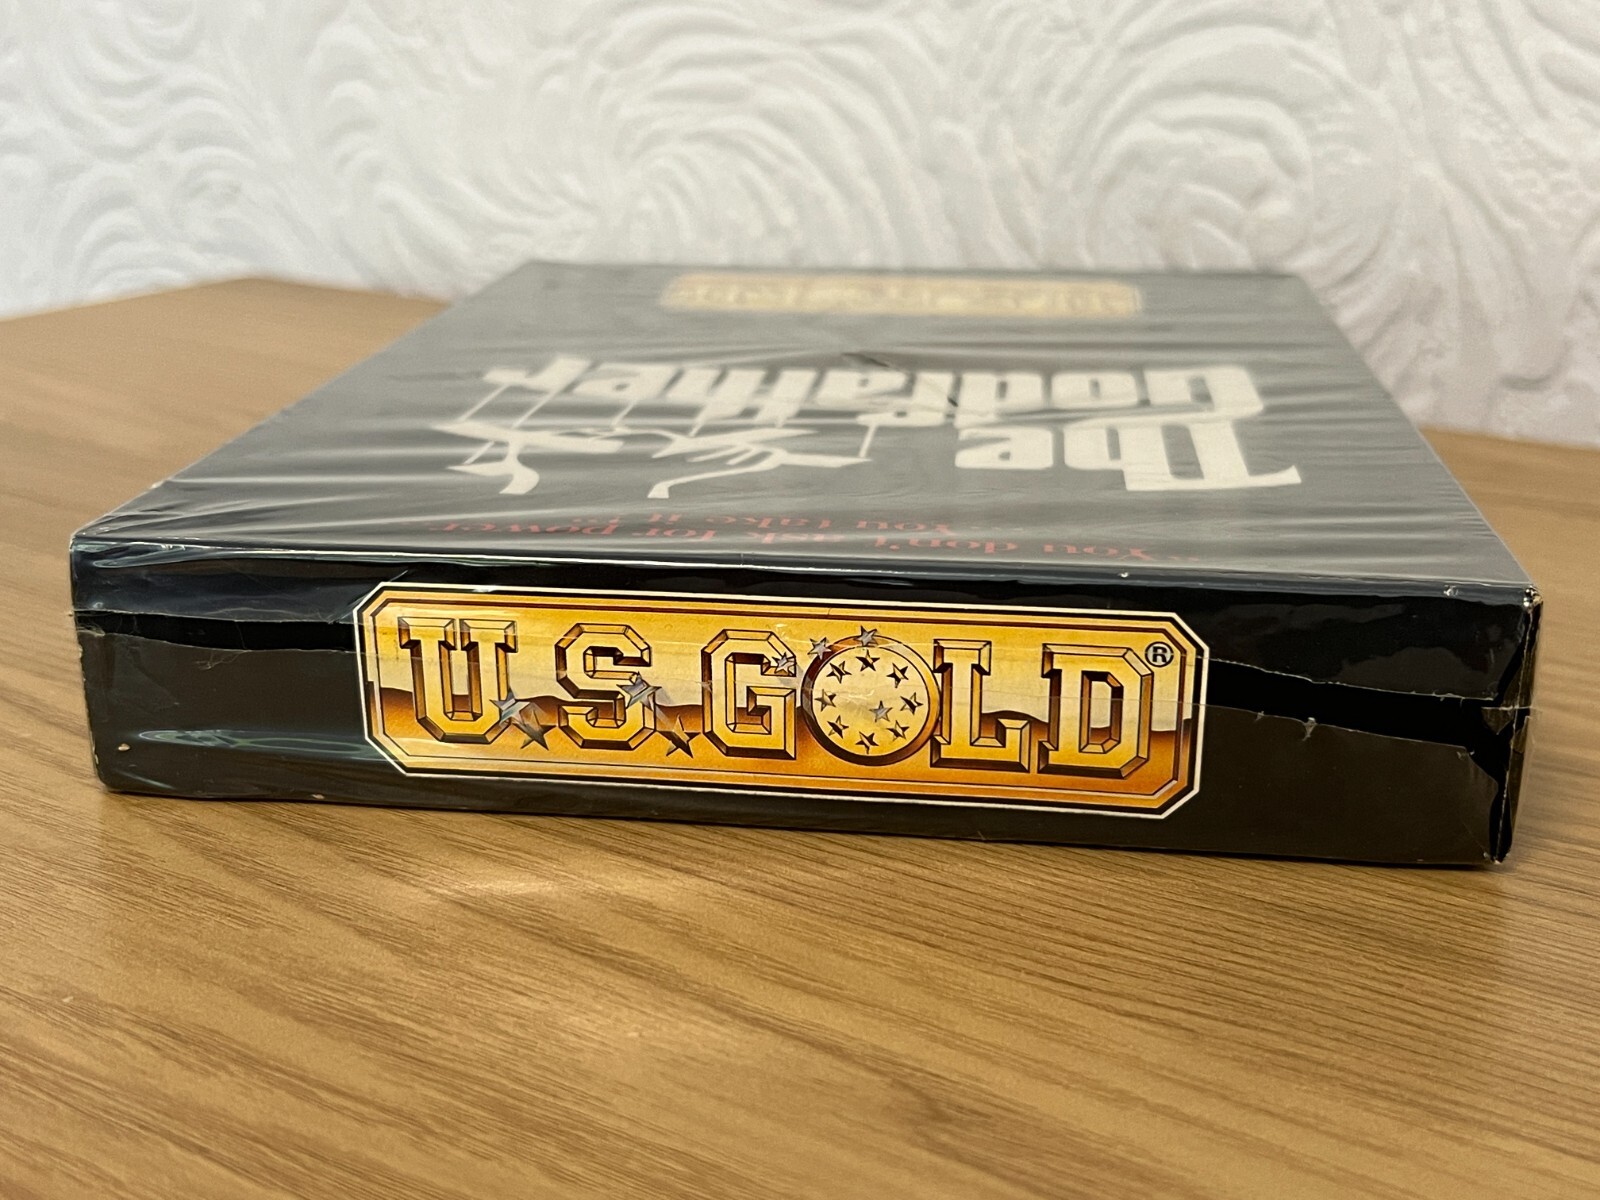 The
Godfather
"You don't ask for power
You take it"
U.S. GOLD®